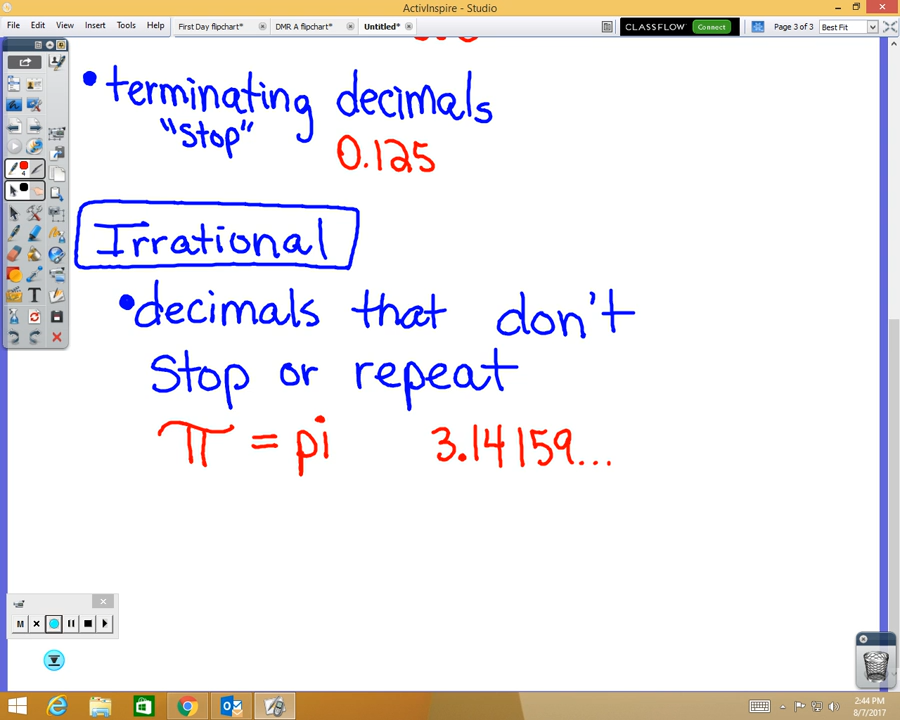 ActivInspire - Studio
File Edit View Insert Tools Help
First Day flipchart* DMR A flipchart* Untitled*
CLASSFLOW Connect
Page 3 of 3 Best Fit
• terminating decimals
"Stop"
0.125
Irrational
• decimals that don't
stop or repeat
π = pi 3.14159...
M
2:44 PM
8/7/2017